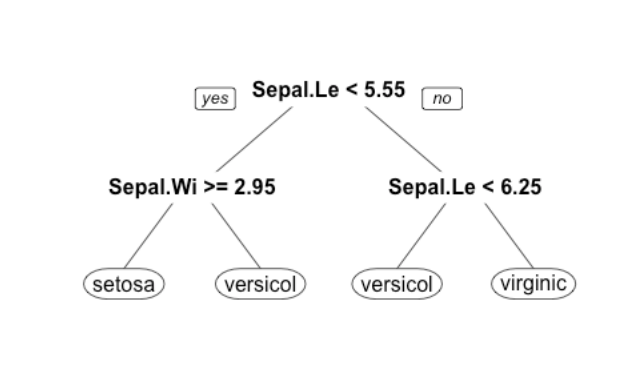 yes Sepal.Le < 5.55 no
Sepal.Wi >= 2.95 Sepal.Le < 6.25
setosa versicol versicol virginic